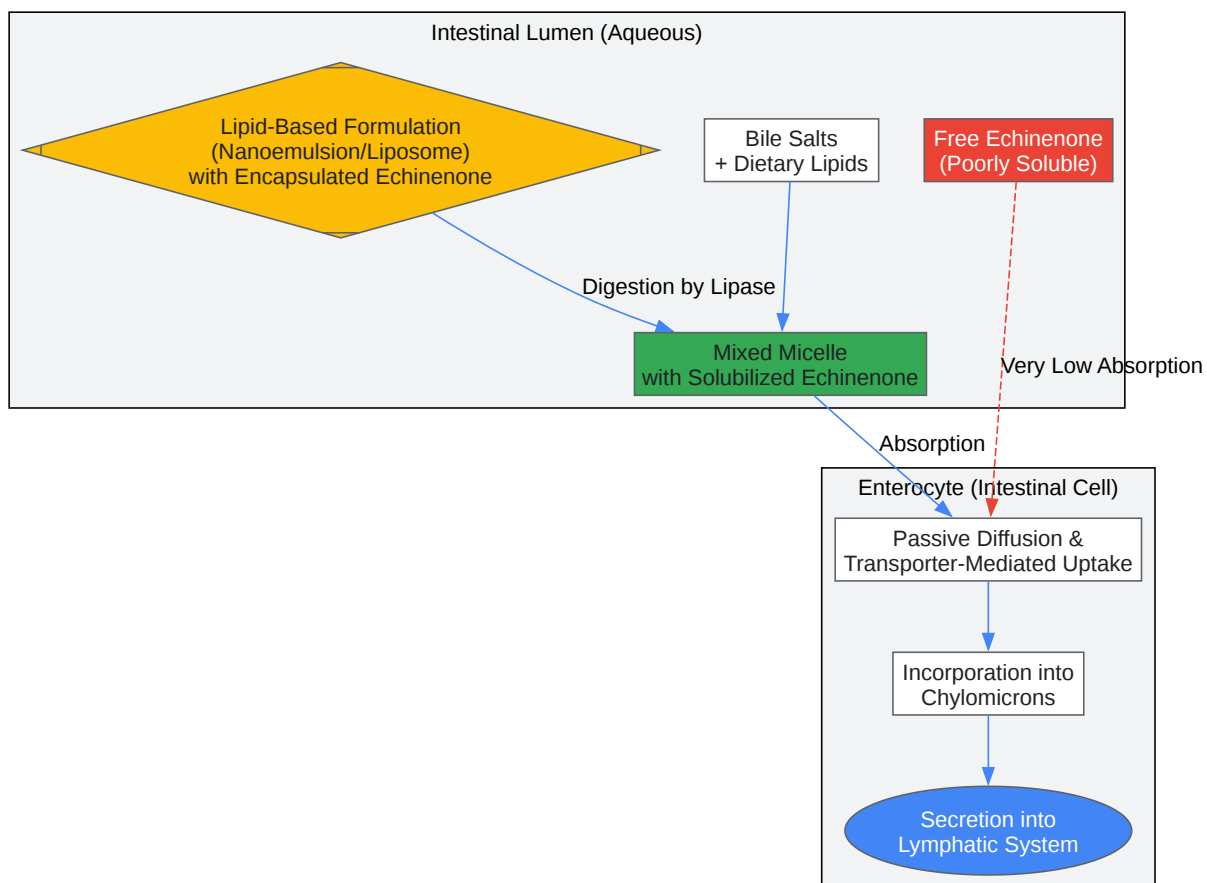 Intestinal Lumen (Aqueous)
Lipid-Based Formulation
(Nanoemulsion/Liposome)
with Encapsulated Echinenone
Bile Salts
+ Dietary Lipids
Free Echinenone
(Poorly Soluble)
Digestion by Lipase
Mixed Micelle
with Solubilized Echinenone
Very Low Absorption
Absorption
Enterocyte (Intestinal Cell)
Passive Diffusion &
Transporter-Mediated Uptake
Incorporation into
Chylomicrons
Secretion into
Lymphatic System